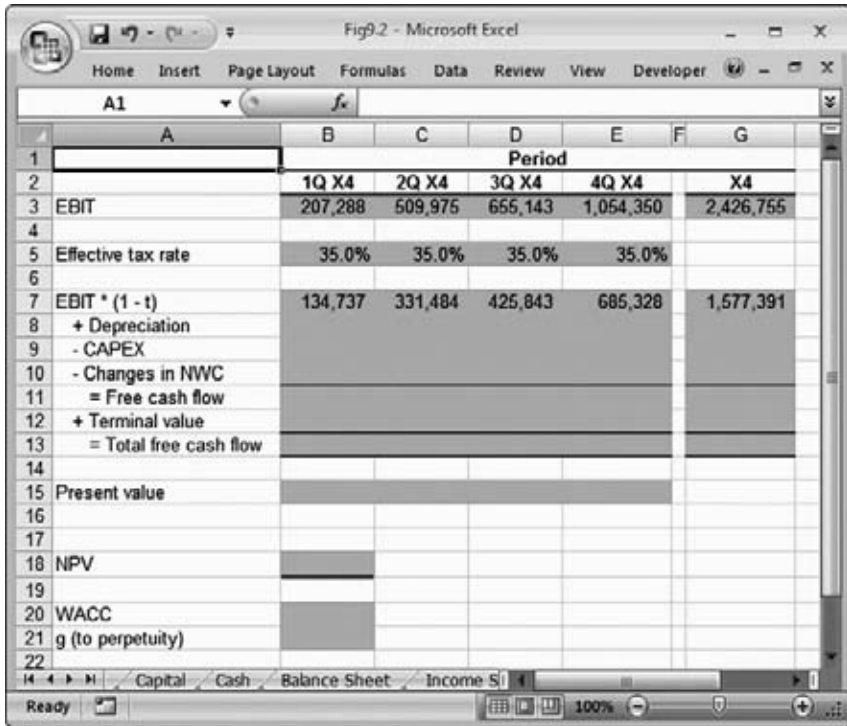 Fig9.2 - Microsoft Excel
Home Insert Page Layout Formulas Data Review View Developer
A1 fx
A B C D E F G
1 Period
2 1Q X4 2Q X4 3Q X4 4Q X4 X4
3 EBIT 207,288 509,975 655,143 1,054,350 2,426,755
4
5 Effective tax rate 35.0% 35.0% 35.0% 35.0%
6
7 EBIT * (1 - t) 134,737 331,484 425,843 685,328 1,577,391
8 + Depreciation
9 - CAPEX
10 - Changes in NWC
11 = Free cash flow
12 + Terminal value
13 = Total free cash flow
14
15 Present value
16
17
18 NPV
19
20 WACC
21 g (to perpetuity)
22
Capital Cash Balance Sheet Income S
Ready 100%